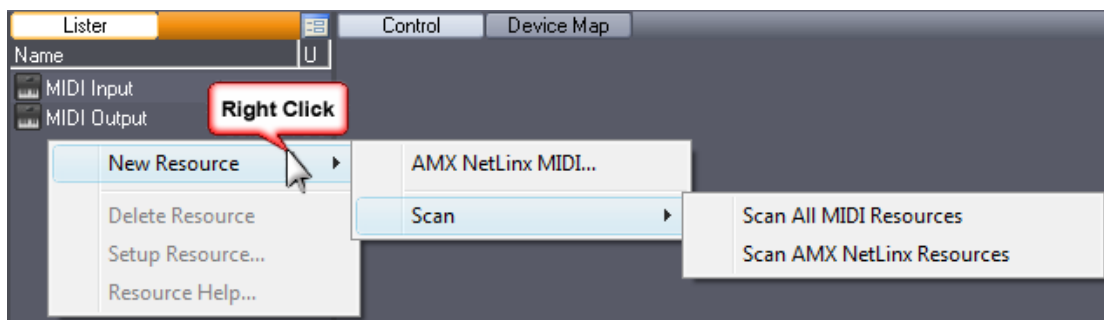 Lister
Control
Device Map
Name
U
MIDI Input
MIDI Output
Right Click
New Resource
AMX NetLinx MIDI...
Delete Resource
Scan
Scan All MIDI Resources
Setup Resource...
Scan AMX NetLinx Resources
Resource Help...